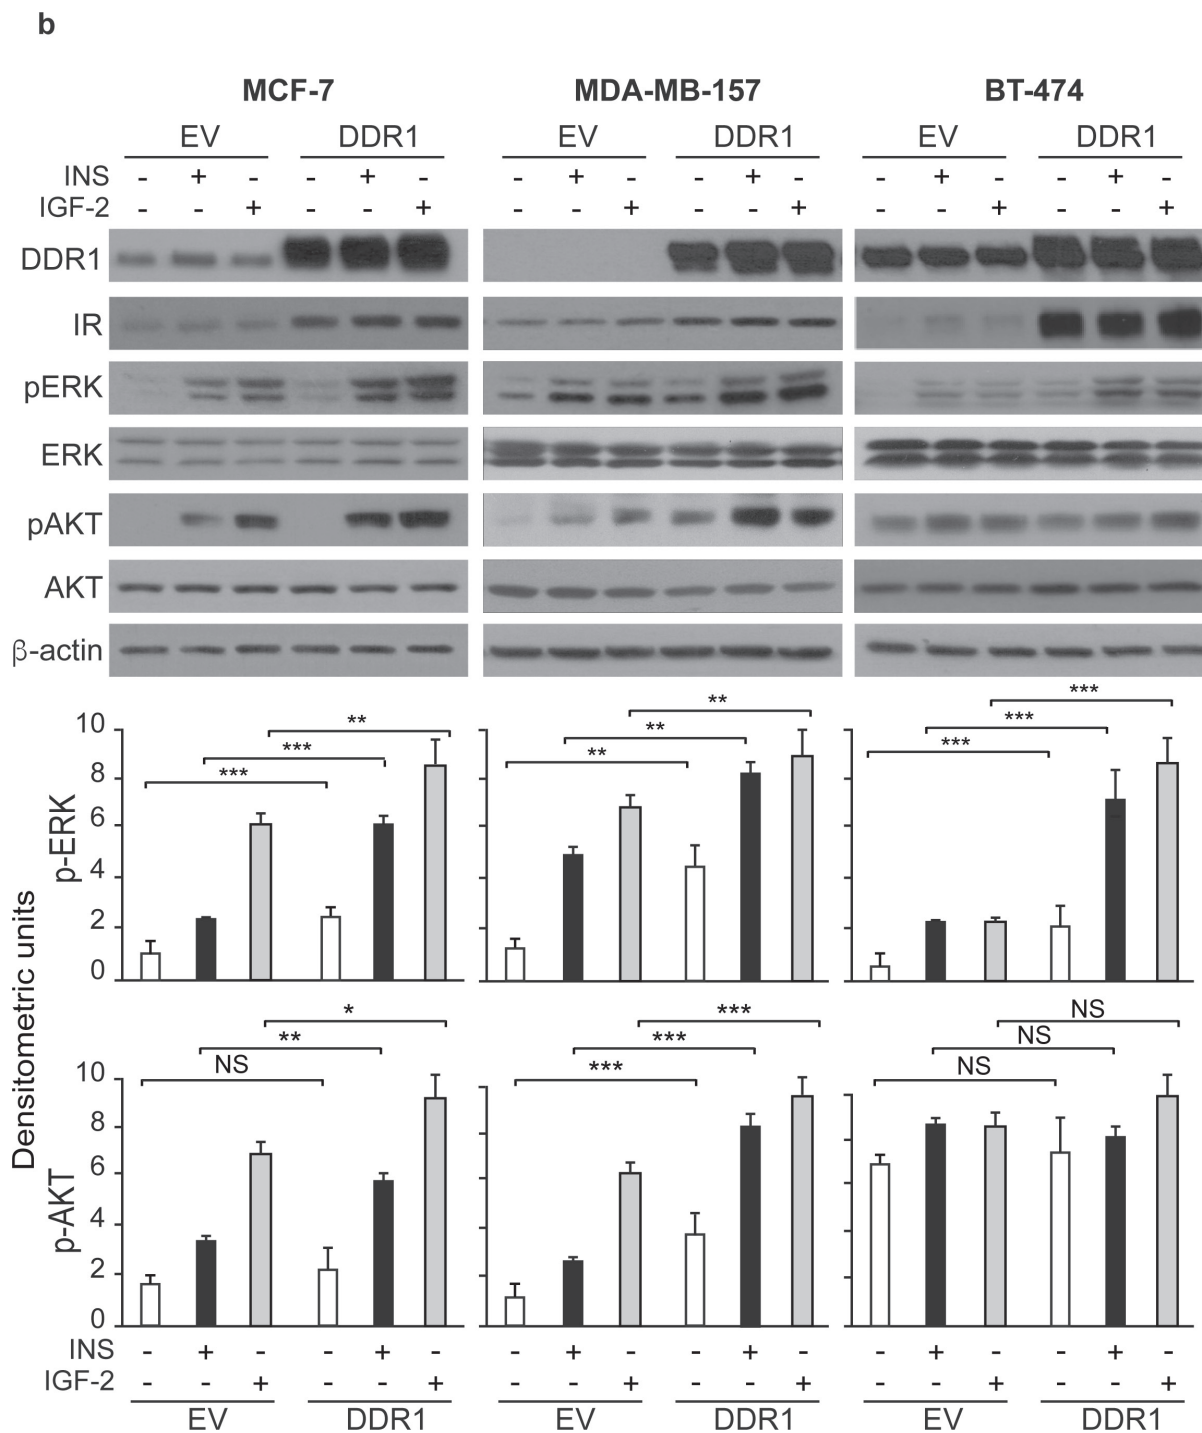 b
MCF-7 MDA-MB-157 BT-474
EV DDR1 EV DDR1 EV DDR1
INS - + - - + - - + - - + - - + - - + -
IGF-2 - - + - - + - - + - - + - - + - - +
DDR1
IR
pERK
ERK
pAKT
AKT
β-actin
** ** ***
*** ** ***
*** ** ***
10
8
6
4
2
0
p-ERK
Densitometric units
* *** NS
** *** NS
NS *** NS
10
8
6
4
2
0
p-AKT
INS - + - - + - - + - - + - - + - - + -
IGF-2 - - + - - + - - + - - + - - + - - +
EV DDR1 EV DDR1 EV DDR1